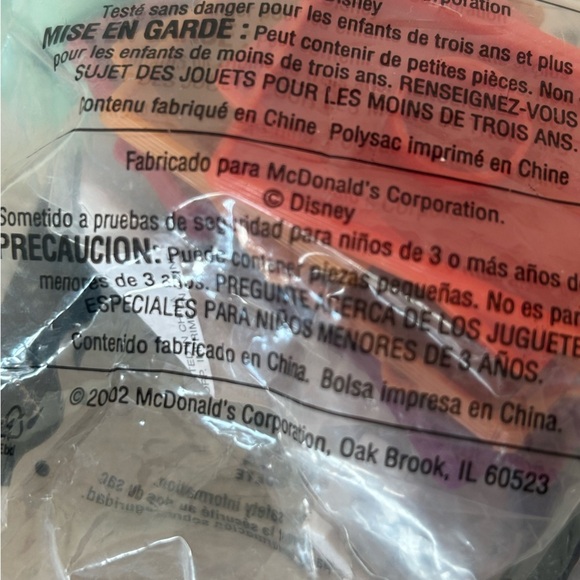 Disney
Testé sans danger pour les enfants de trois ans et plus
MISE EN GARDE : Peut contenir de petites pièces. Non
pour les enfants de moins de trois ans. RENSEIGNEZ-VOUS
SUJET DES JOUETS POUR LES MOINS DE TROIS ANS.
Contenu fabriqué en Chine Polysac imprimé en Chine
Fabricado para McDonald's Corporation.
© Disney
Sometido a pruebas de seguridad para niños de 3 o más años d
PRECAUCION: Puede contener piezas pequeñas. No es par
menores de 3 años. PREGUNTE ACERCA DE LOS JUGUETE
ESPECIALES PARA NIÑOS MENORES DE 3 AÑOS.
Contenido fabricado en China. Bolsa impresa en China.
©2002 McDonald's Corporation, Oak Brook, IL 60523
safety information.